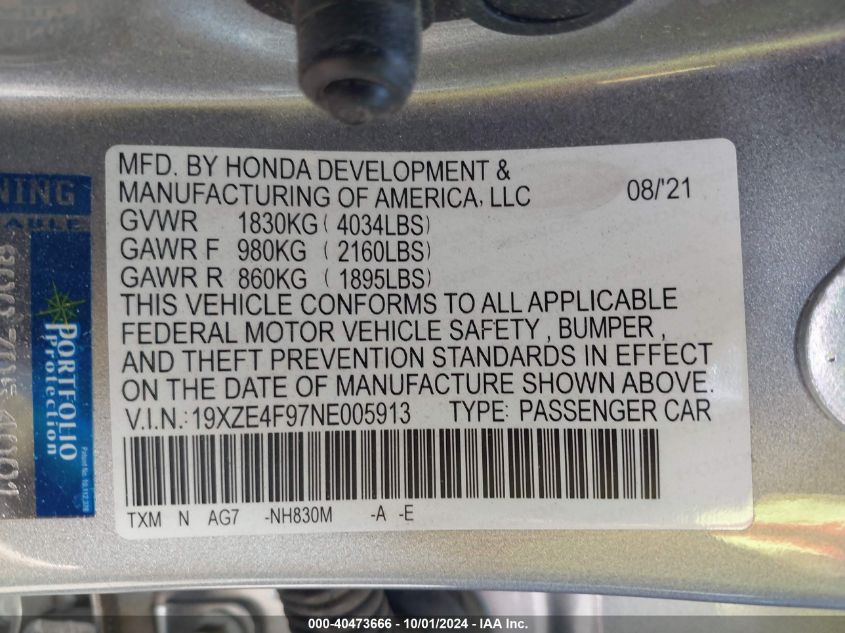 MFD. BY HONDA DEVELOPMENT &
MANUFACTURING OF AMERICA, LLC 08/'21
GVWR 1830KG ( 4034LBS)
GAWR F 980KG ( 2160LBS)
GAWR R 860KG ( 1895LBS)
THIS VEHICLE CONFORMS TO ALL APPLICABLE
FEDERAL MOTOR VEHICLE SAFETY , BUMPER ,
AND THEFT PREVENTION STANDARDS IN EFFECT
ON THE DATE OF MANUFACTURE SHOWN ABOVE.
V.I.N.: 19XZE4F97NE005913 TYPE: PASSENGER CAR
TXM N AG7 -NH830M -A -E
NING
PORTFOLIO
protection
000-40473666 - 10/01/2024 - IAA Inc.